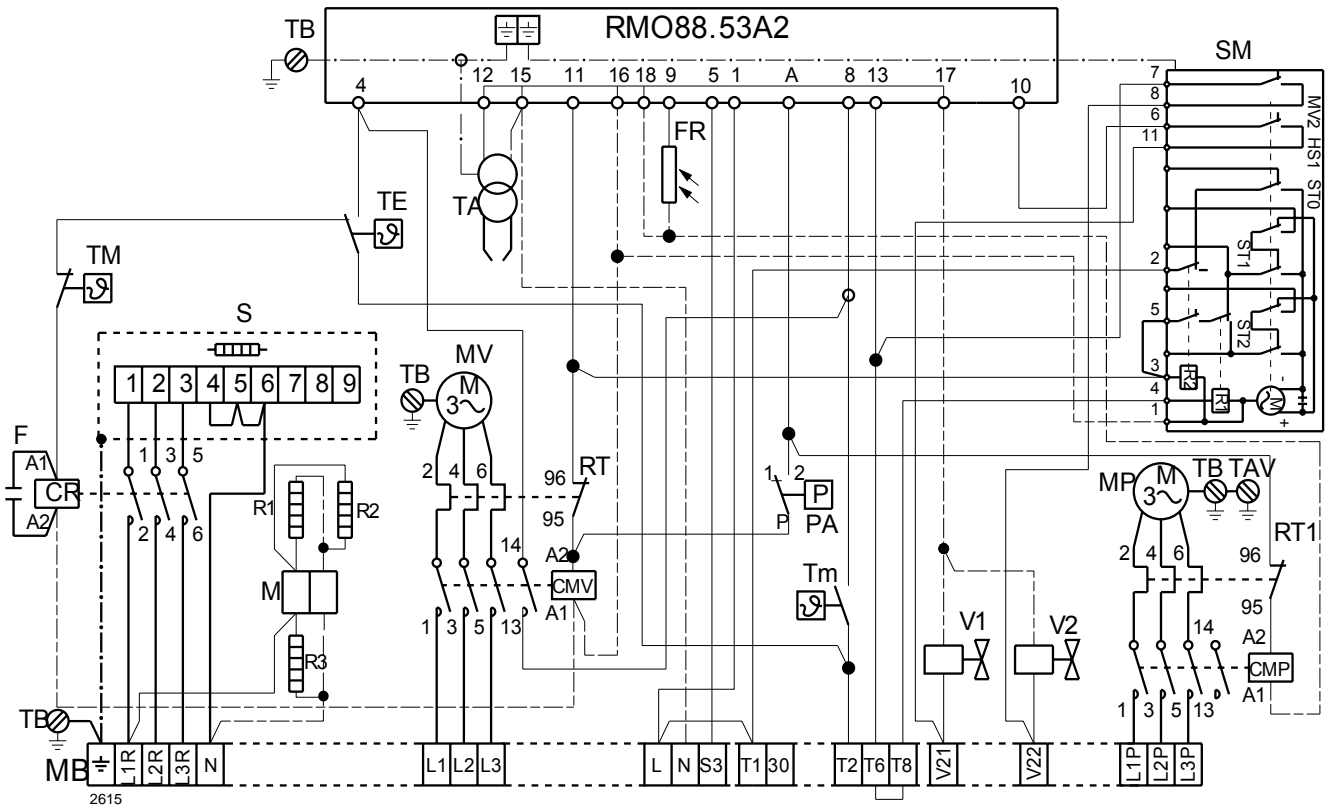 RMO88.53A2
TB
SM
4
12 15 11 16 18 9 5 1 A 8 13 17 10
7
8
6
11
2
5
3
4
1
MV2 HS1 ST0
ST1
ST2
R2
R1
M
-
+
FR
TA
TE
ϑ
TM
ϑ
S
1 2 3 4 5 6 7 8 9
MV
TB
M
3~
F
A1
CR
A2
1 3 5
2 4 6
R1
R2
M
R3
2 4 6
14
1 3 5 13
RT
96
95
A2
CMV
A1
1 2
P
P
PA
Tm
ϑ
V1
V2
MP
M
3~
TB TAV
2 4 6
14
1 3 5 13
RT1
96
95
A2
CMP
A1
TB
MB
L1R L2R L3R N
L1 L2 L3
L N S3 T1 30
T2 T6 T8 V21
V22
L1P L2P L3P
2615